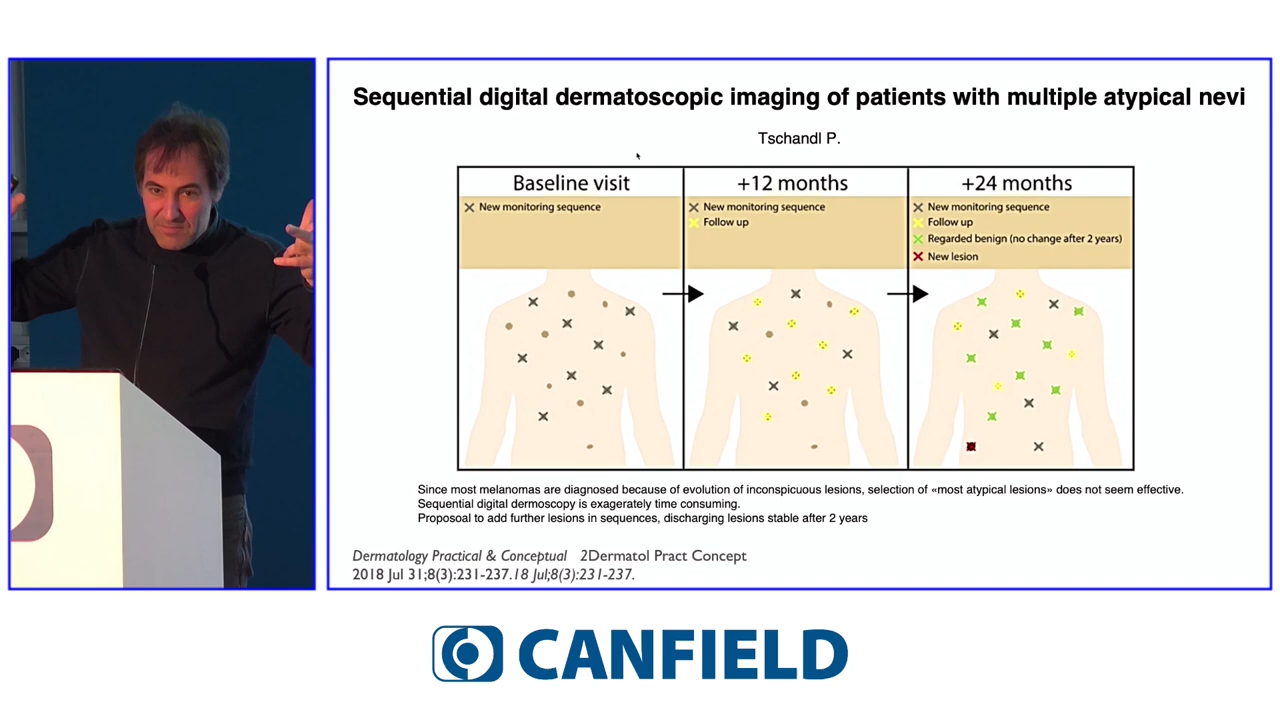 Sequential digital dermatoscopic imaging of patients with multiple atypical nevi
Tschandl P.
Baseline visit
New monitoring sequence
+12 months
New monitoring sequence
Follow up
+24 months
New monitoring sequence
Follow up
Regarded benign (no change after 2 years)
New lesion
Since most melanomas are diagnosed because of evolution of inconspicuous lesions, selection of «most atypical lesions» does not seem effective.
Sequential digital dermoscopy is exagerately time consuming.
Proposoal to add further lesions in sequences, discharging lesions stable after 2 years
Dermatology Practical & Conceptual 2Dermatol Pract Concept
2018 Jul 31;8(3):231-237.18 Jul;8(3):231-237.
CANFIELD